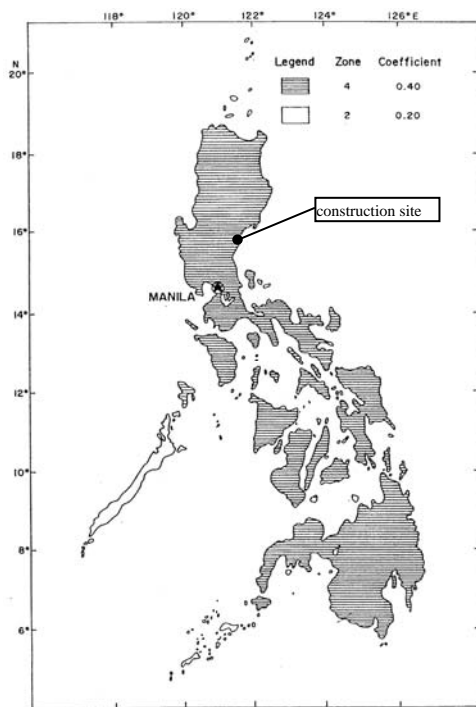 118° 120° 122° 124° 126°E
N
20°
18°
16°
14°
12°
10°
8°
6°
Legend Zone Coefficient
4 0.40
2 0.20
construction site
MANILA